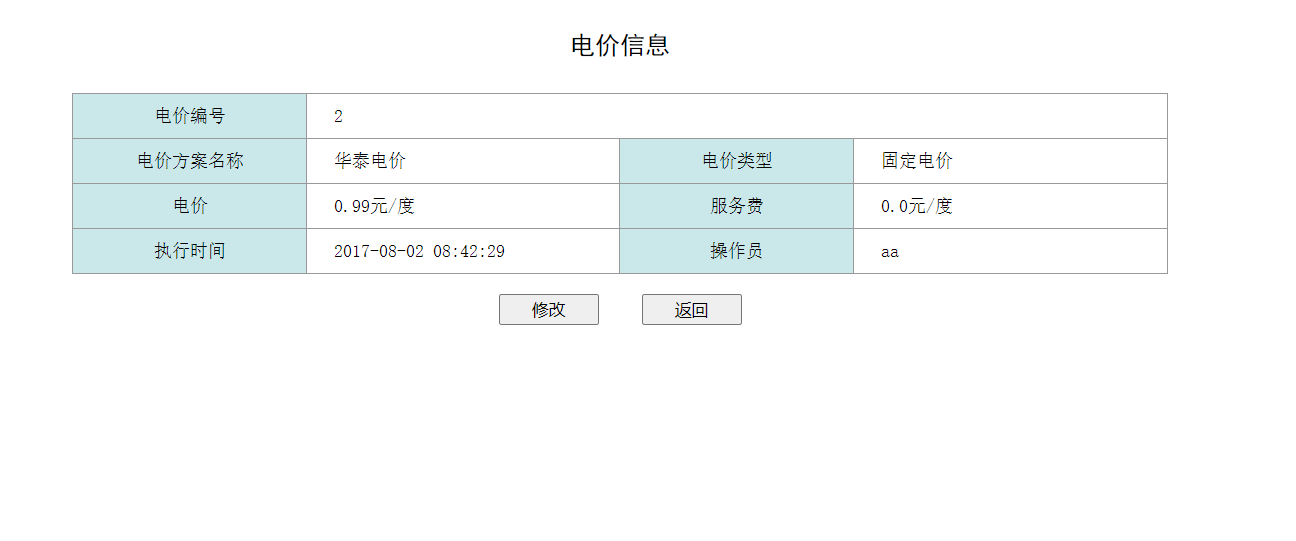 电价信息
电价编号 2
电价方案名称 华泰电价 电价类型 固定电价
电价 0.99元/度 服务费 0.0元/度
执行时间 2017-08-02 08:42:29 操作员 aa
修改 返回